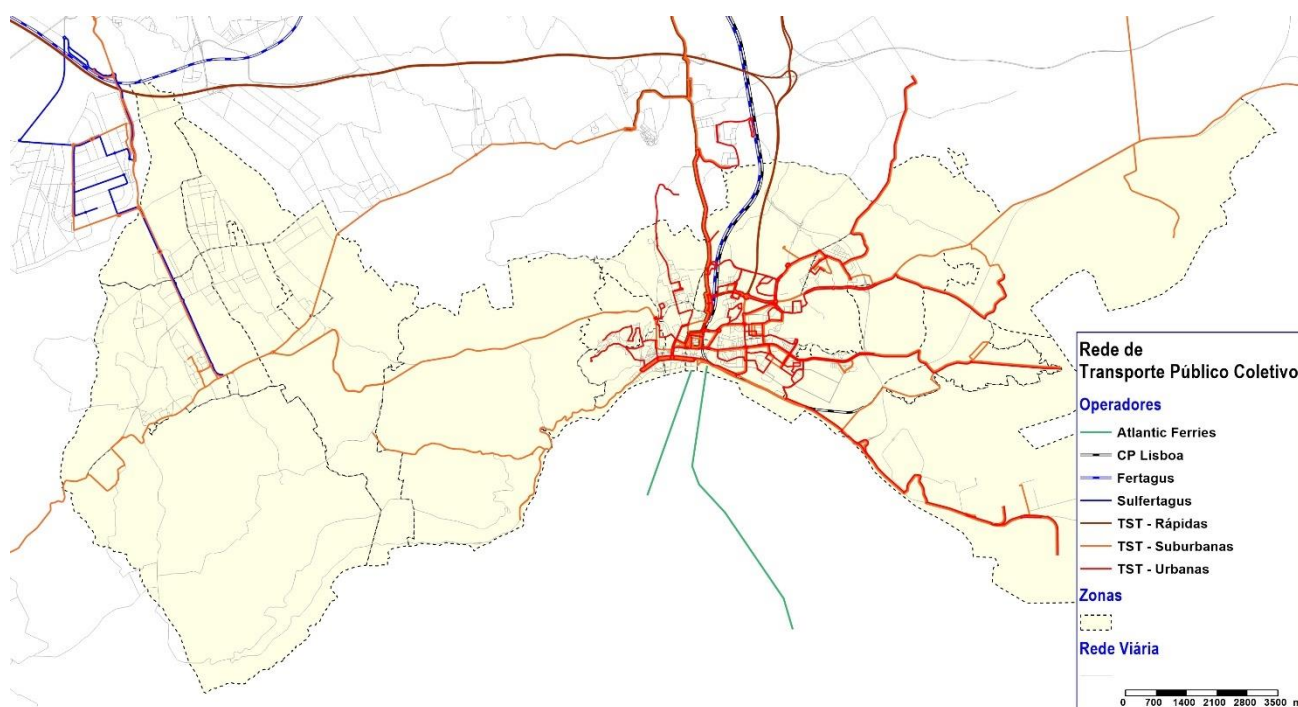 Rede de
Transporte Público Coletivo
Operadores
Atlantic Ferries
CP Lisboa
Fertagus
Sulfertagus
TST - Rápidas
TST - Suburbanas
TST - Urbanas
Zonas
Rede Viária
0 700 1400 2100 2800 3500 m